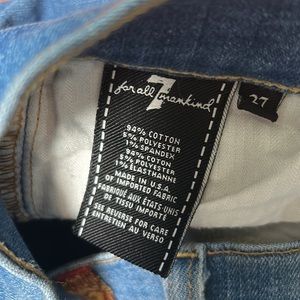 7
for all mankind
27
94% COTTON
5% POLYESTER
1% SPANDEX
94% COTON
5% POLYESTER
1% ÉLASTHANNE
MADE IN U.S.A.
OF IMPORTED FABRIC
FABRIQUÉ AUX ÉTATS-UNIS
DE TISSU IMPORTÉ
SEE REVERSE FOR CARE
ENTRETIEN AU VERSO